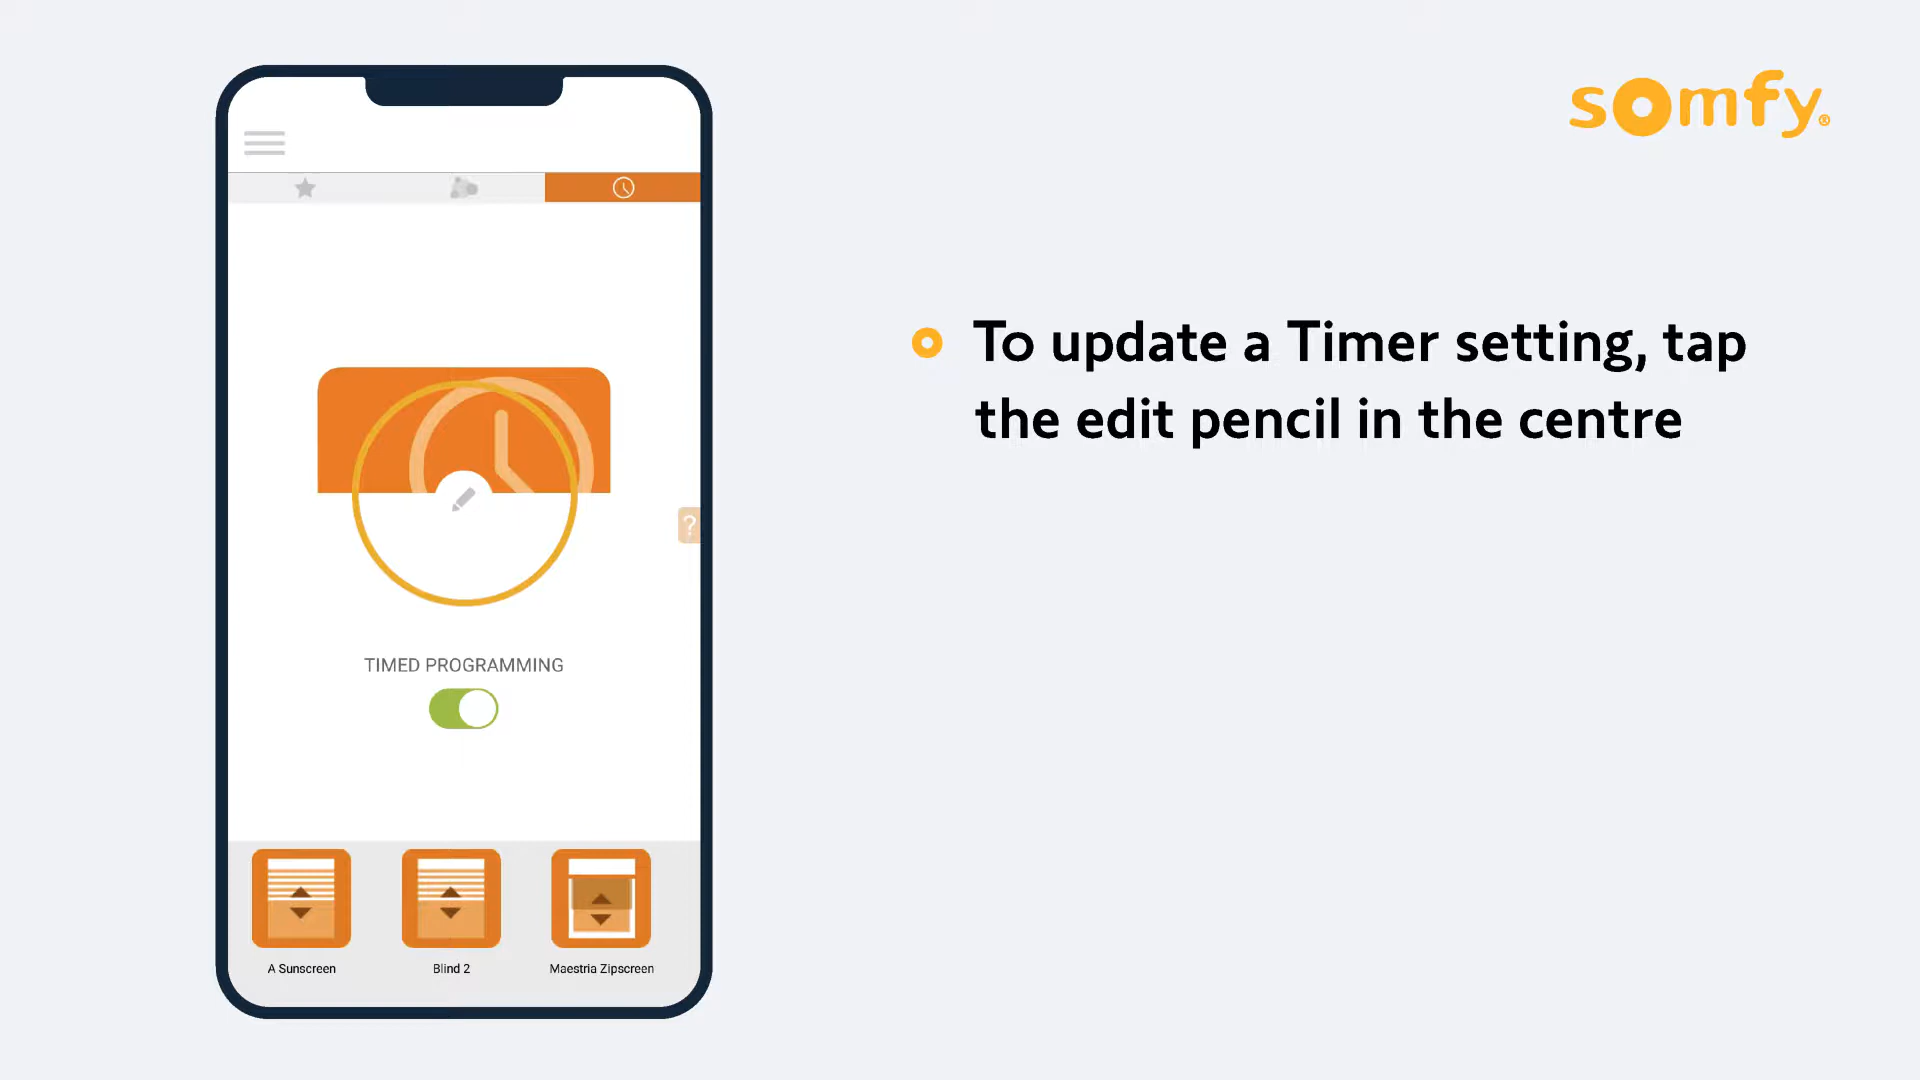 somfy®
To update a Timer setting, tap
the edit pencil in the centre
?
TIMED PROGRAMMING
A Sunscreen
Blind 2
Maestria Zipscreen